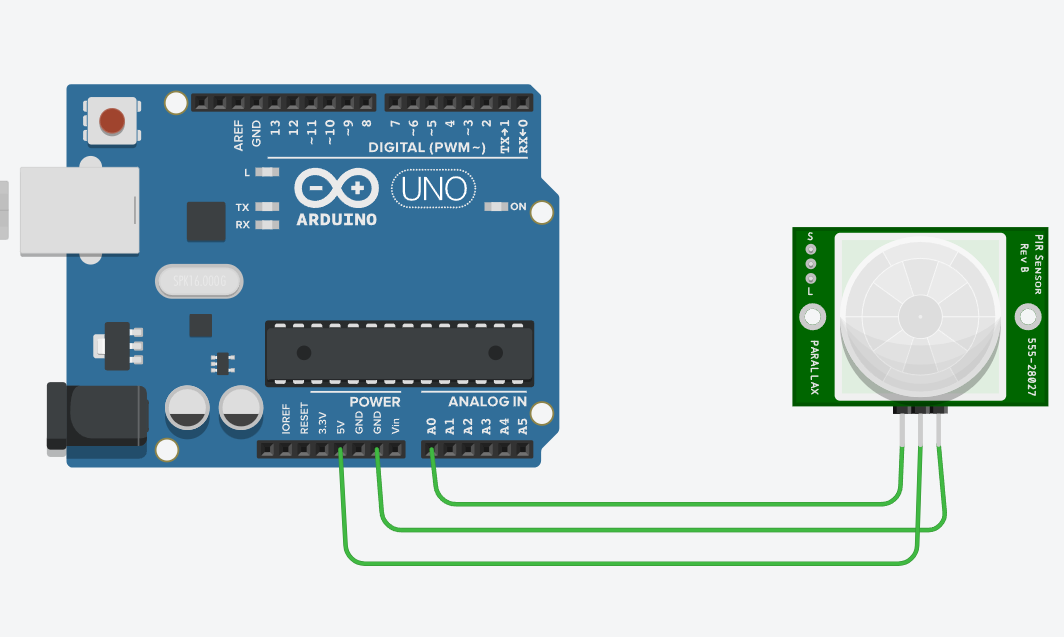 AREF
GND
13
12
~11
~10
~9
8
7
~6
~5
4
~3
2
TX→1
RX←0
DIGITAL (PWM~)
L
TX
RX
UNO
ARDUINO
ON
SPK16.000G
IOREF
RESET
3.3V
5V
GND
GND
Vin
POWER
A0
A1
A2
A3
A4
A5
ANALOG IN
S
L
PARALLAX
PIR SENSOR
REV B
555-28027